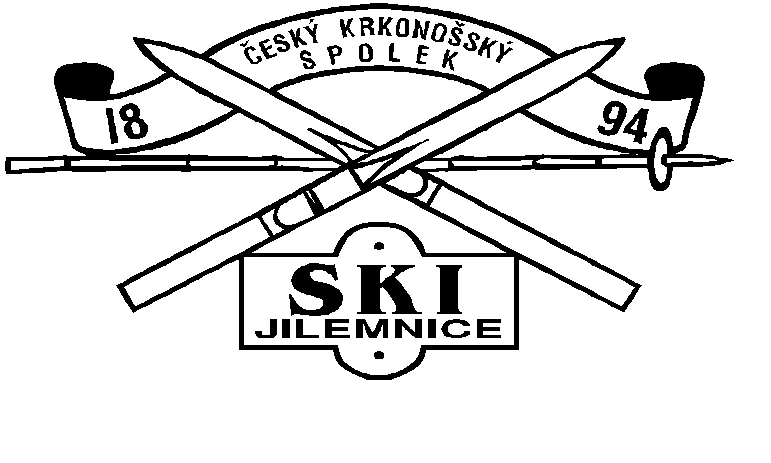 ČESKÝ KRKONOŠSKÝ
SPOLEK
18 94
SKI
JILEMNICE